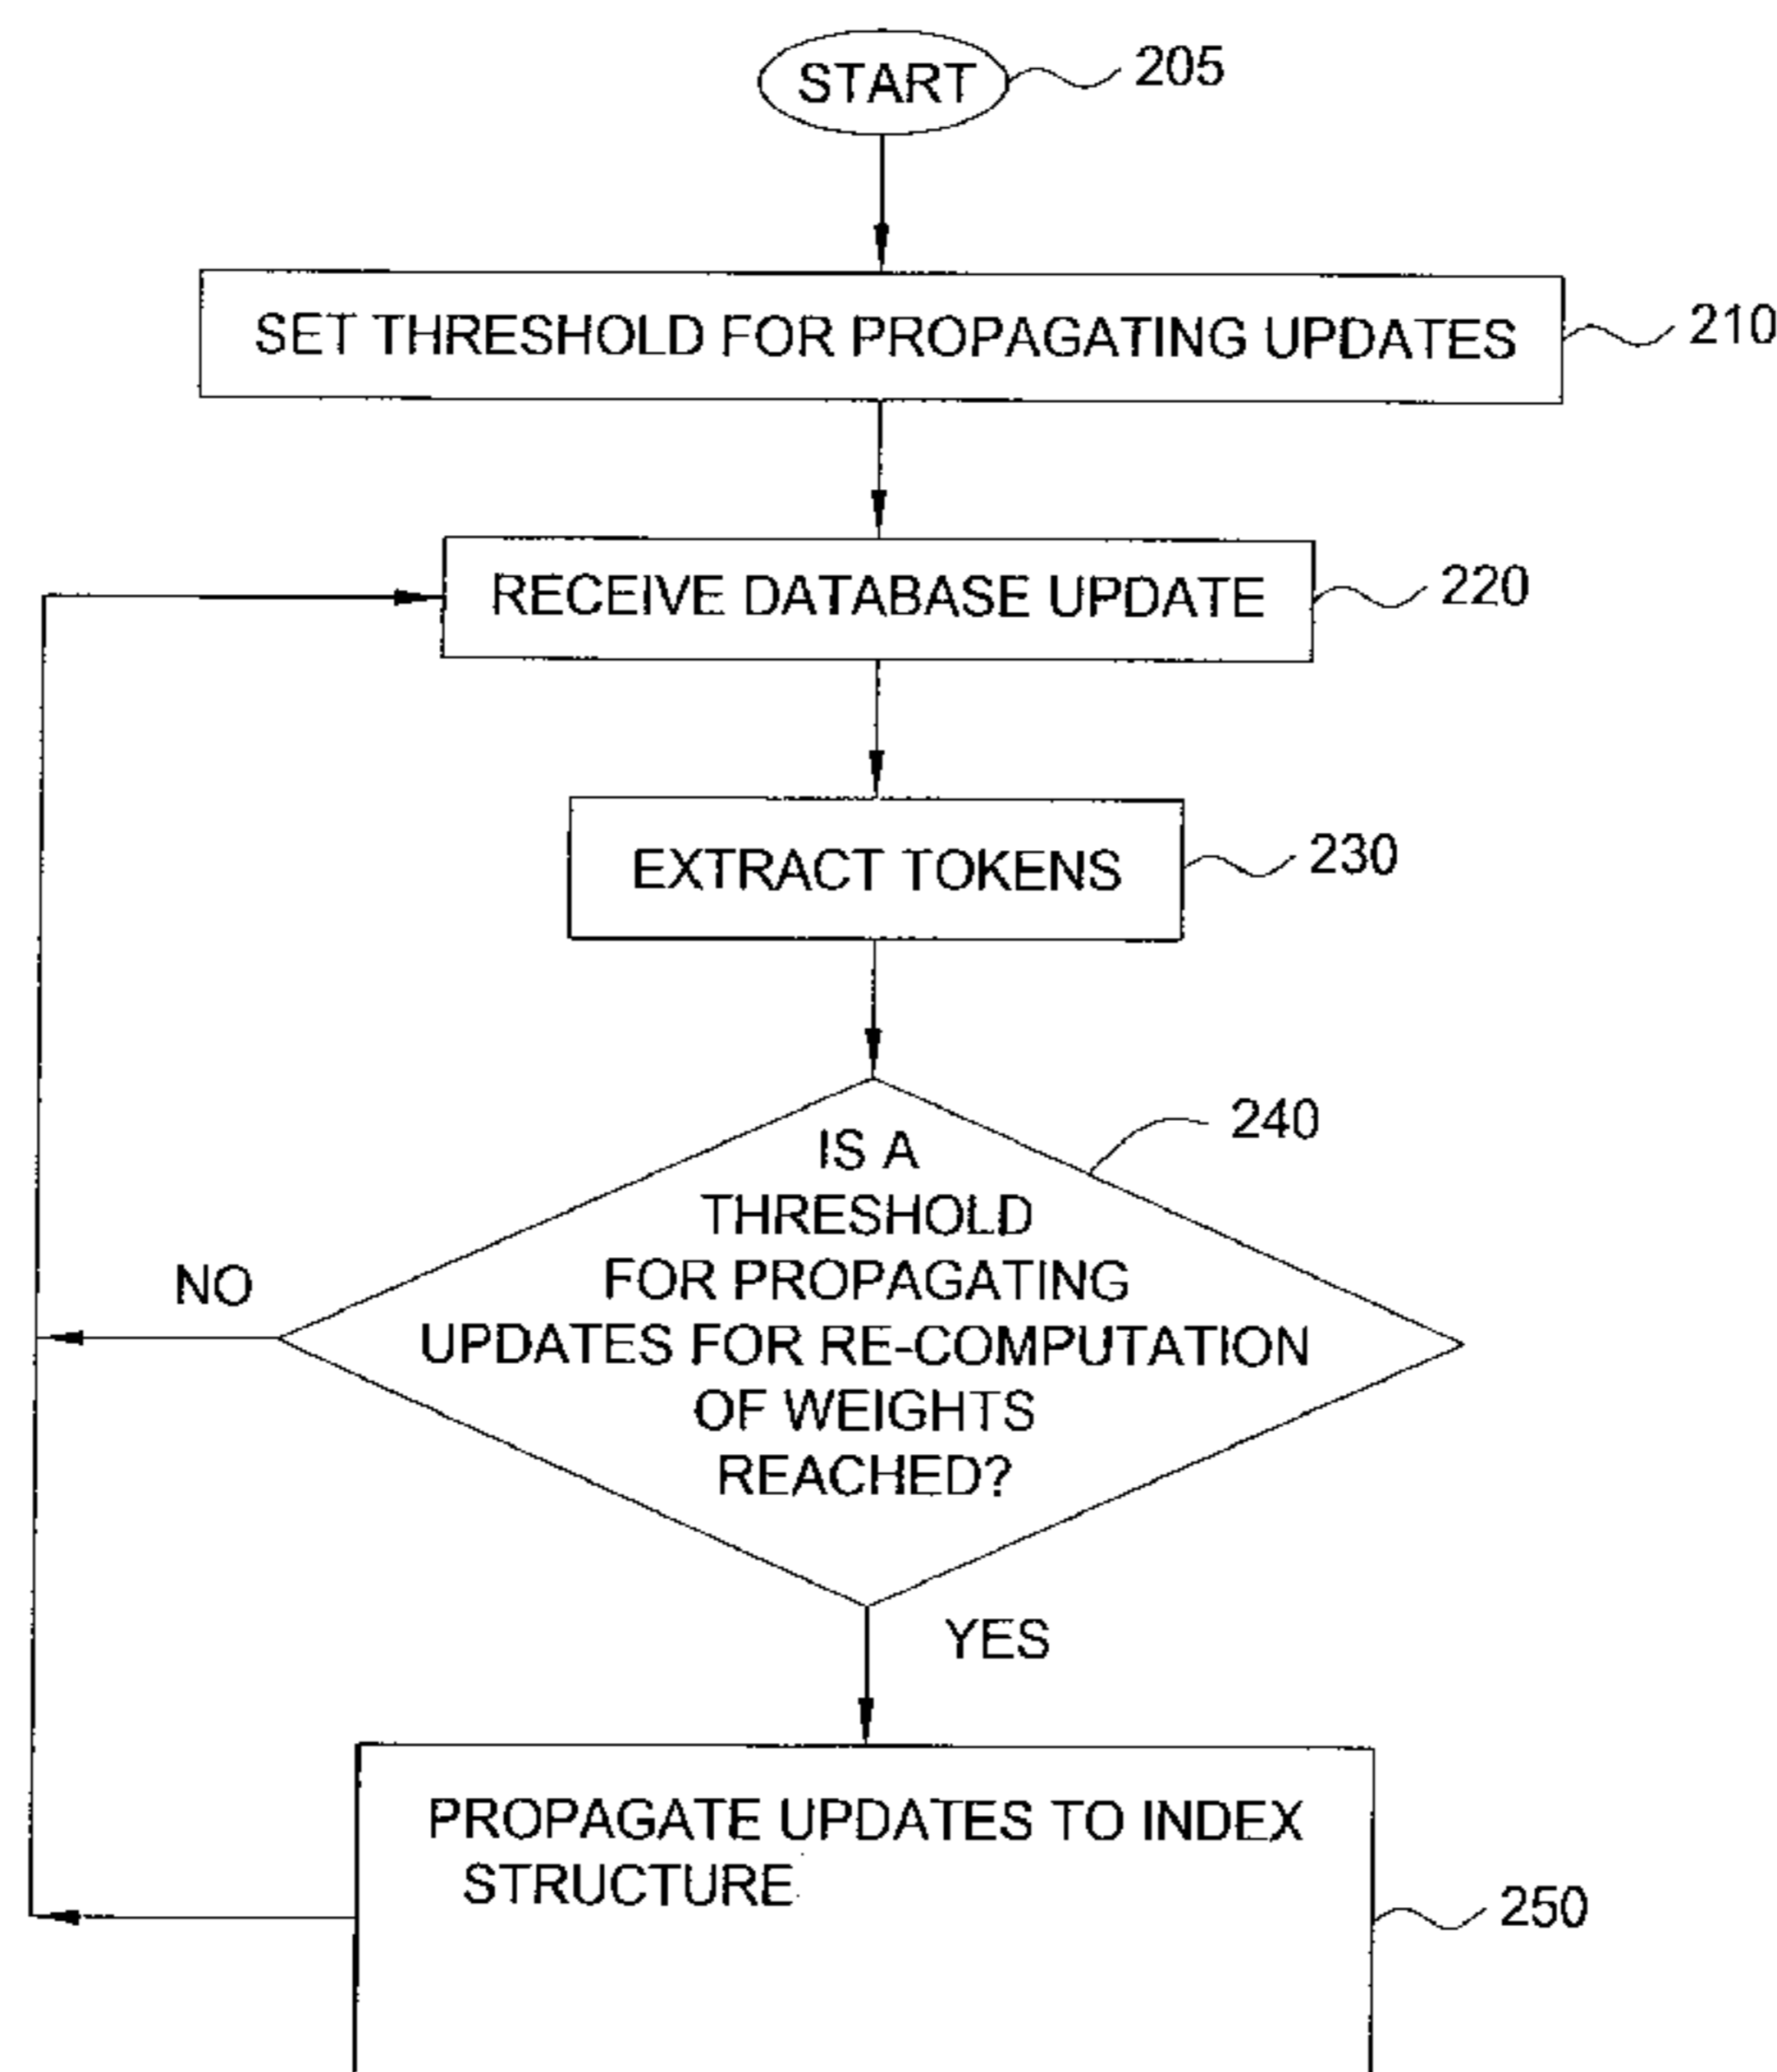 START
205
SET THRESHOLD FOR PROPAGATING UPDATES
210
RECEIVE DATABASE UPDATE
220
EXTRACT TOKENS
230
240
IS A
THRESHOLD
FOR PROPAGATING
UPDATES FOR RE-COMPUTATION
OF WEIGHTS
REACHED?
NO
YES
PROPAGATE UPDATES TO INDEX
STRUCTURE
250